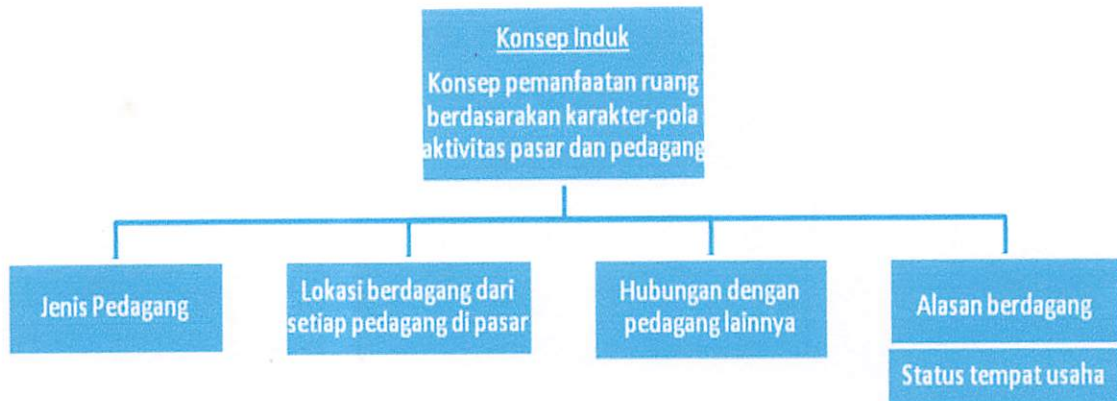 Konsep Induk
Konsep pemanfaatan ruang
berdasarakan karakter-pola
aktivitas pasar dan pedagang
Jenis Pedagang
Lokasi berdagang dari
setiap pedagang di pasar
Hubungan dengan
pedagang lainnya
Alasan berdagang
Status tempat usaha